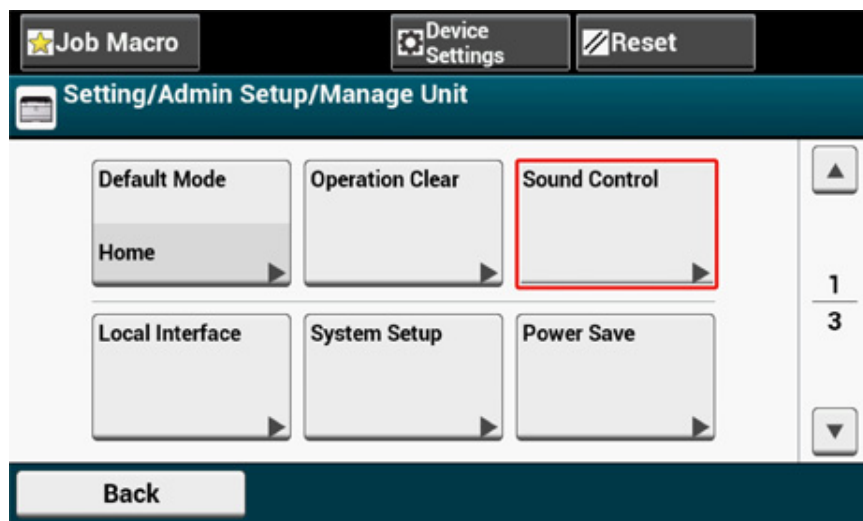 Job Macro
Device
Settings
Reset
Setting/Admin Setup/Manage Unit
Default Mode
Operation Clear
Sound Control
Home
1
3
Local Interface
System Setup
Power Save
Back